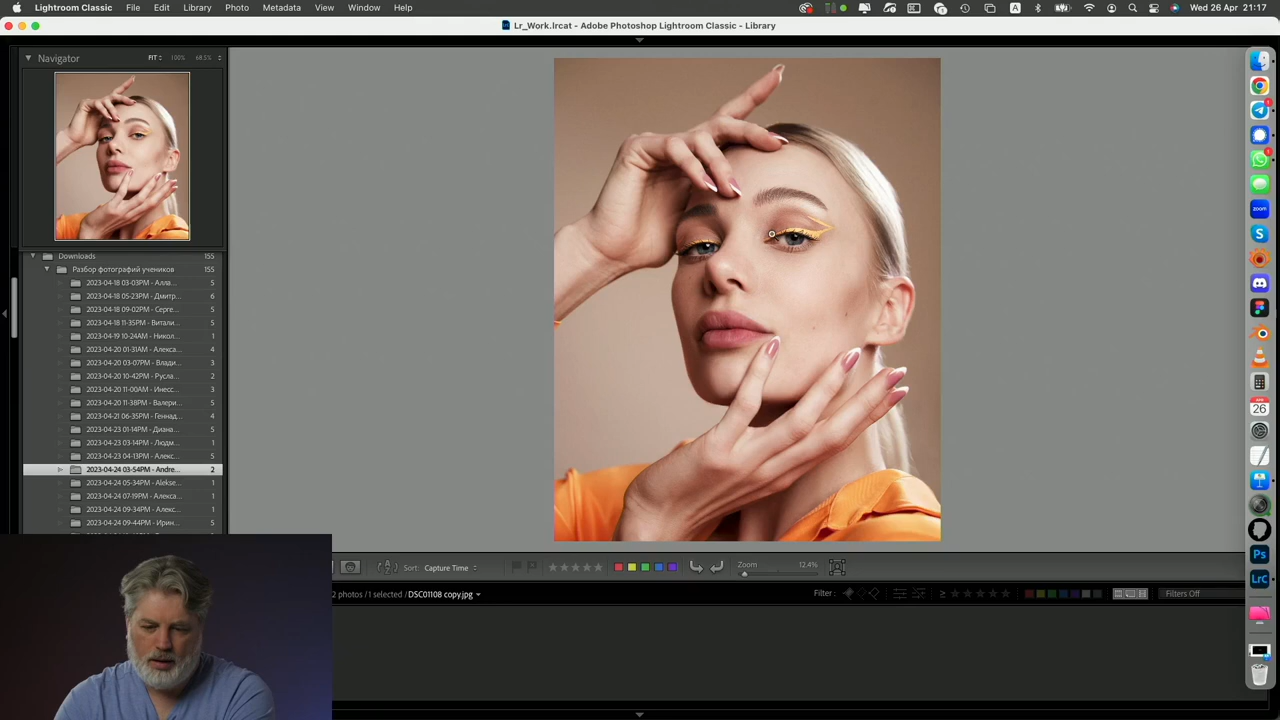 Lightroom Classic File Edit Library Photo Metadata View Window Help Wed 26 Apr 21:17
Lr_Work.lrcat - Adobe Photoshop Lightroom Classic - Library
Navigator FIT 100% 68.5%
Downloads 155
Разбор фотографий учеников 155
2023-04-18 03-03PM - Алла... 5
2023-04-18 05-23PM - Дмитр... 5
2023-04-18 09-02PM - Серге... 5
2023-04-18 11-35PM - Витали... 5
2023-04-19 10-24AM - Никол... 1
2023-04-20 01-31AM - Алекса... 4
2023-04-20 03-07PM - Влади... 3
2023-04-20 10-42PM - Русла... 2
2023-04-20 11-00AM - Инесс... 3
2023-04-20 11-38PM - Валери... 5
2023-04-21 06-35PM - Геннад... 4
2023-04-23 01-14PM - Диана... 5
2023-04-23 03-14PM - Людм... 1
2023-04-23 04-13PM - Алекс... 5
2023-04-24 03-54PM - Andre... 2
2023-04-24 05-34PM - Alekse... 1
2023-04-24 07-19PM - Алекса... 1
2023-04-24 09-34PM - Алекс... 1
2023-04-24 09-44PM - Ирин... 5
Sort: Capture Time Zoom 12.4%
2 photos / 1 selected / DSC01108 copy.jpg Filter: Filters Off
zoom
APR
26
Ps
LrC